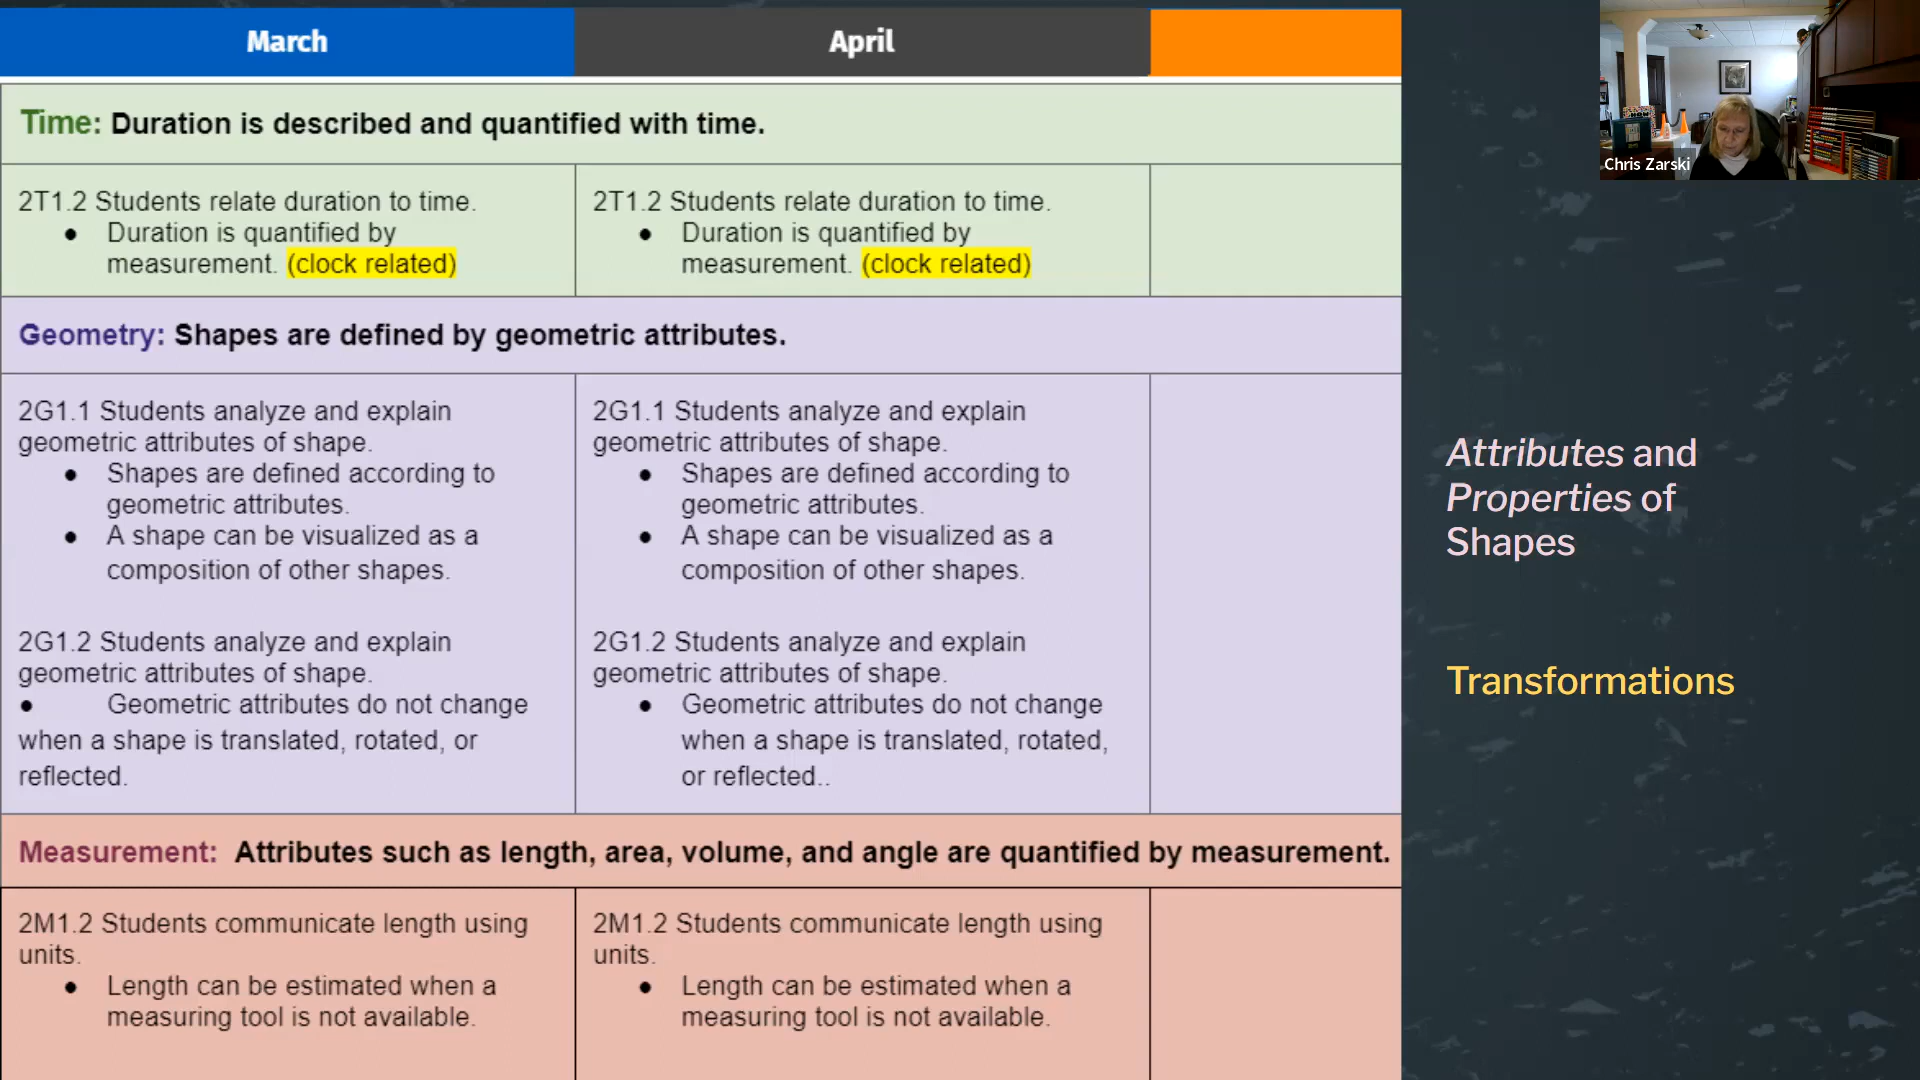 March
April
Time: Duration is described and quantified with time.
2T1.2 Students relate duration to time.
● Duration is quantified by
measurement. (clock related)
2T1.2 Students relate duration to time.
● Duration is quantified by
measurement. (clock related)
Geometry: Shapes are defined by geometric attributes.
2G1.1 Students analyze and explain
geometric attributes of shape.
● Shapes are defined according to
geometric attributes.
● A shape can be visualized as a
composition of other shapes.
2G1.2 Students analyze and explain
geometric attributes of shape.
● Geometric attributes do not change
when a shape is translated, rotated, or
reflected.
2G1.1 Students analyze and explain
geometric attributes of shape.
● Shapes are defined according to
geometric attributes.
● A shape can be visualized as a
composition of other shapes.
2G1.2 Students analyze and explain
geometric attributes of shape.
● Geometric attributes do not change
when a shape is translated, rotated,
or reflected..
Measurement: Attributes such as length, area, volume, and angle are quantified by measurement.
2M1.2 Students communicate length using
units.
● Length can be estimated when a
measuring tool is not available.
2M1.2 Students communicate length using
units.
● Length can be estimated when a
measuring tool is not available.
Attributes and
Properties of
Shapes
Transformations
Chris Zarski